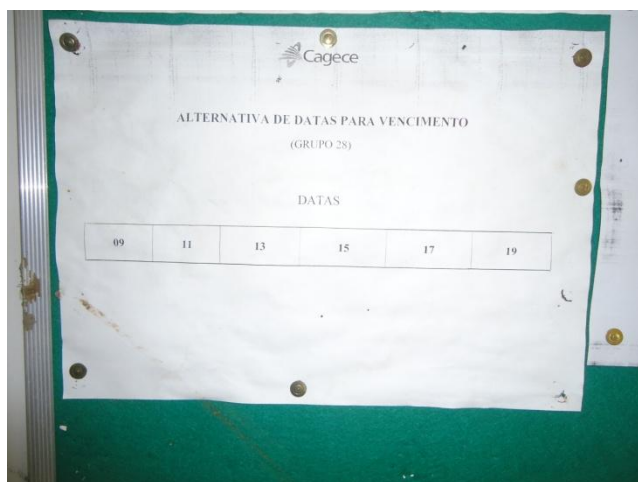 Cagece
ALTERNATIVA DE DATAS PARA VENCIMENTO
(GRUPO 28)
DATAS
09 11 13 15 17 19